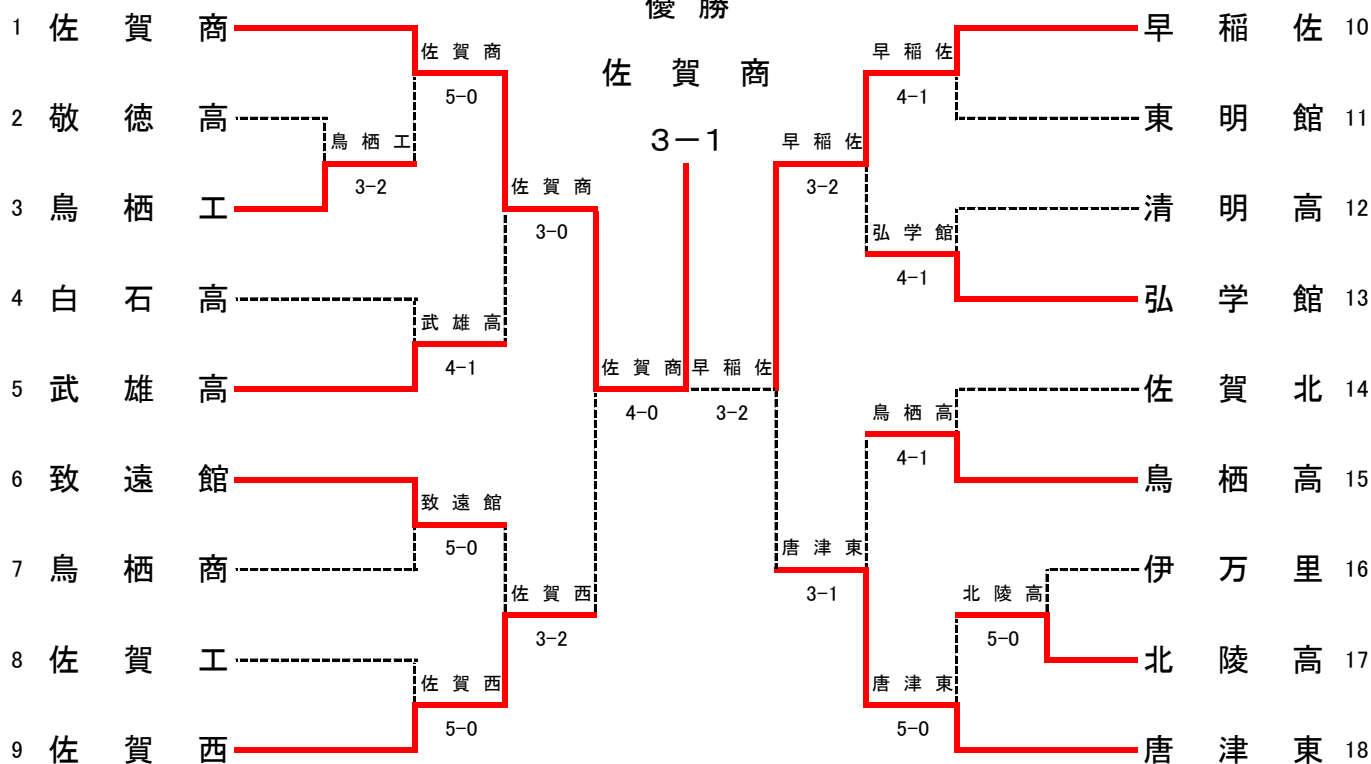 優勝
佐賀商
3−1
1 佐賀商
2 敬徳高
3 鳥栖工
4 白石高
5 武雄高
6 致遠館
7 鳥栖商
8 佐賀工
9 佐賀西
佐賀商
5-0
鳥栖工
3-2
武雄高
4-1
致遠館
5-0
佐賀西
5-0
佐賀商
3-0
佐賀西
3-2
佐賀商
4-0
早稲佐
3-2
早稲佐
3-2
唐津東
3-1
早稲佐
4-1
弘学館
4-1
鳥栖高
4-1
北陵高
5-0
唐津東
5-0
早稲佐 10
東明館 11
清明高 12
弘学館 13
佐賀北 14
鳥栖高 15
伊万里 16
北陵高 17
唐津東 18